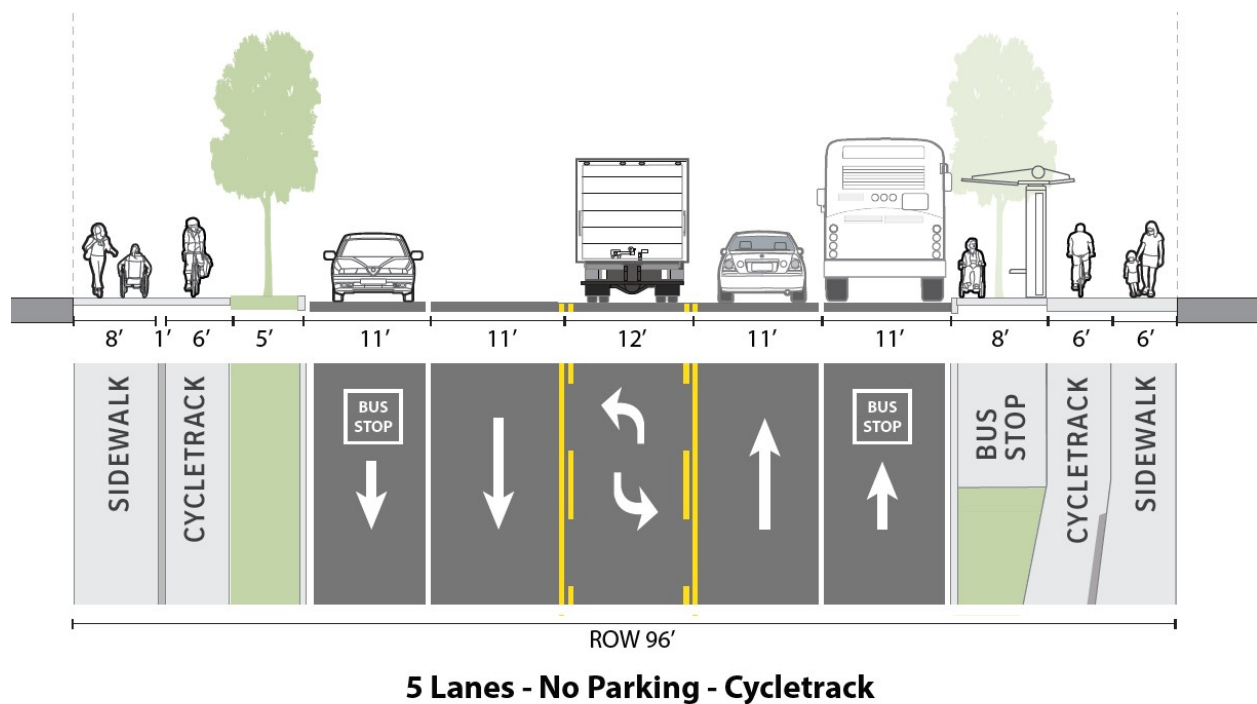 8’ 1’ 6’ 5’ 11’ 11’ 12’ 11’ 11’ 8’ 6’ 6’
SIDEWALK
CYCLETRACK
BUS
STOP
BUS
STOP
BUS
STOP
CYCLETRACK
SIDEWALK
ROW 96’
5 Lanes - No Parking - Cycletrack